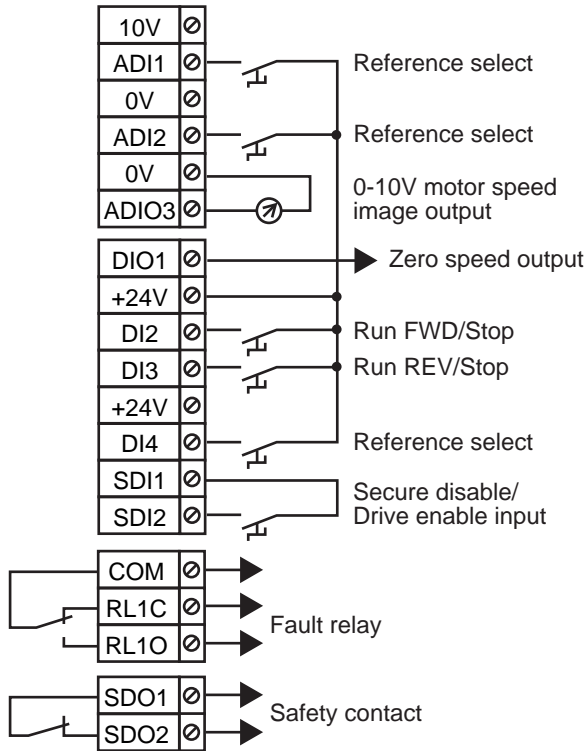 10V
ADI1 Reference select
0V
ADI2 Reference select
0V
0-10V motor speed
image output
ADIO3
DIO1 Zero speed output
+24V
DI2 Run FWD/Stop
DI3 Run REV/Stop
+24V
DI4 Reference select
SDI1
Secure disable/
Drive enable input
SDI2
COM
RL1C
Fault relay
RL1O
SDO1
Safety contact
SDO2